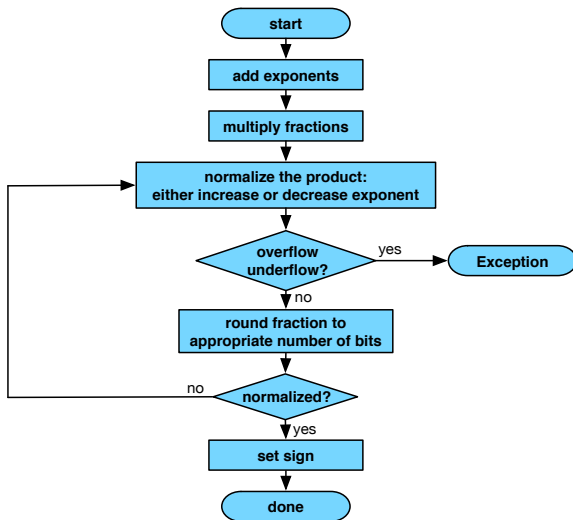 start
add exponents
multiply fractions
normalize the product:
either increase or decrease exponent
overflow
underflow?
yes
Exception
no
round fraction to
appropriate number of bits
no
normalized?
yes
set sign
done